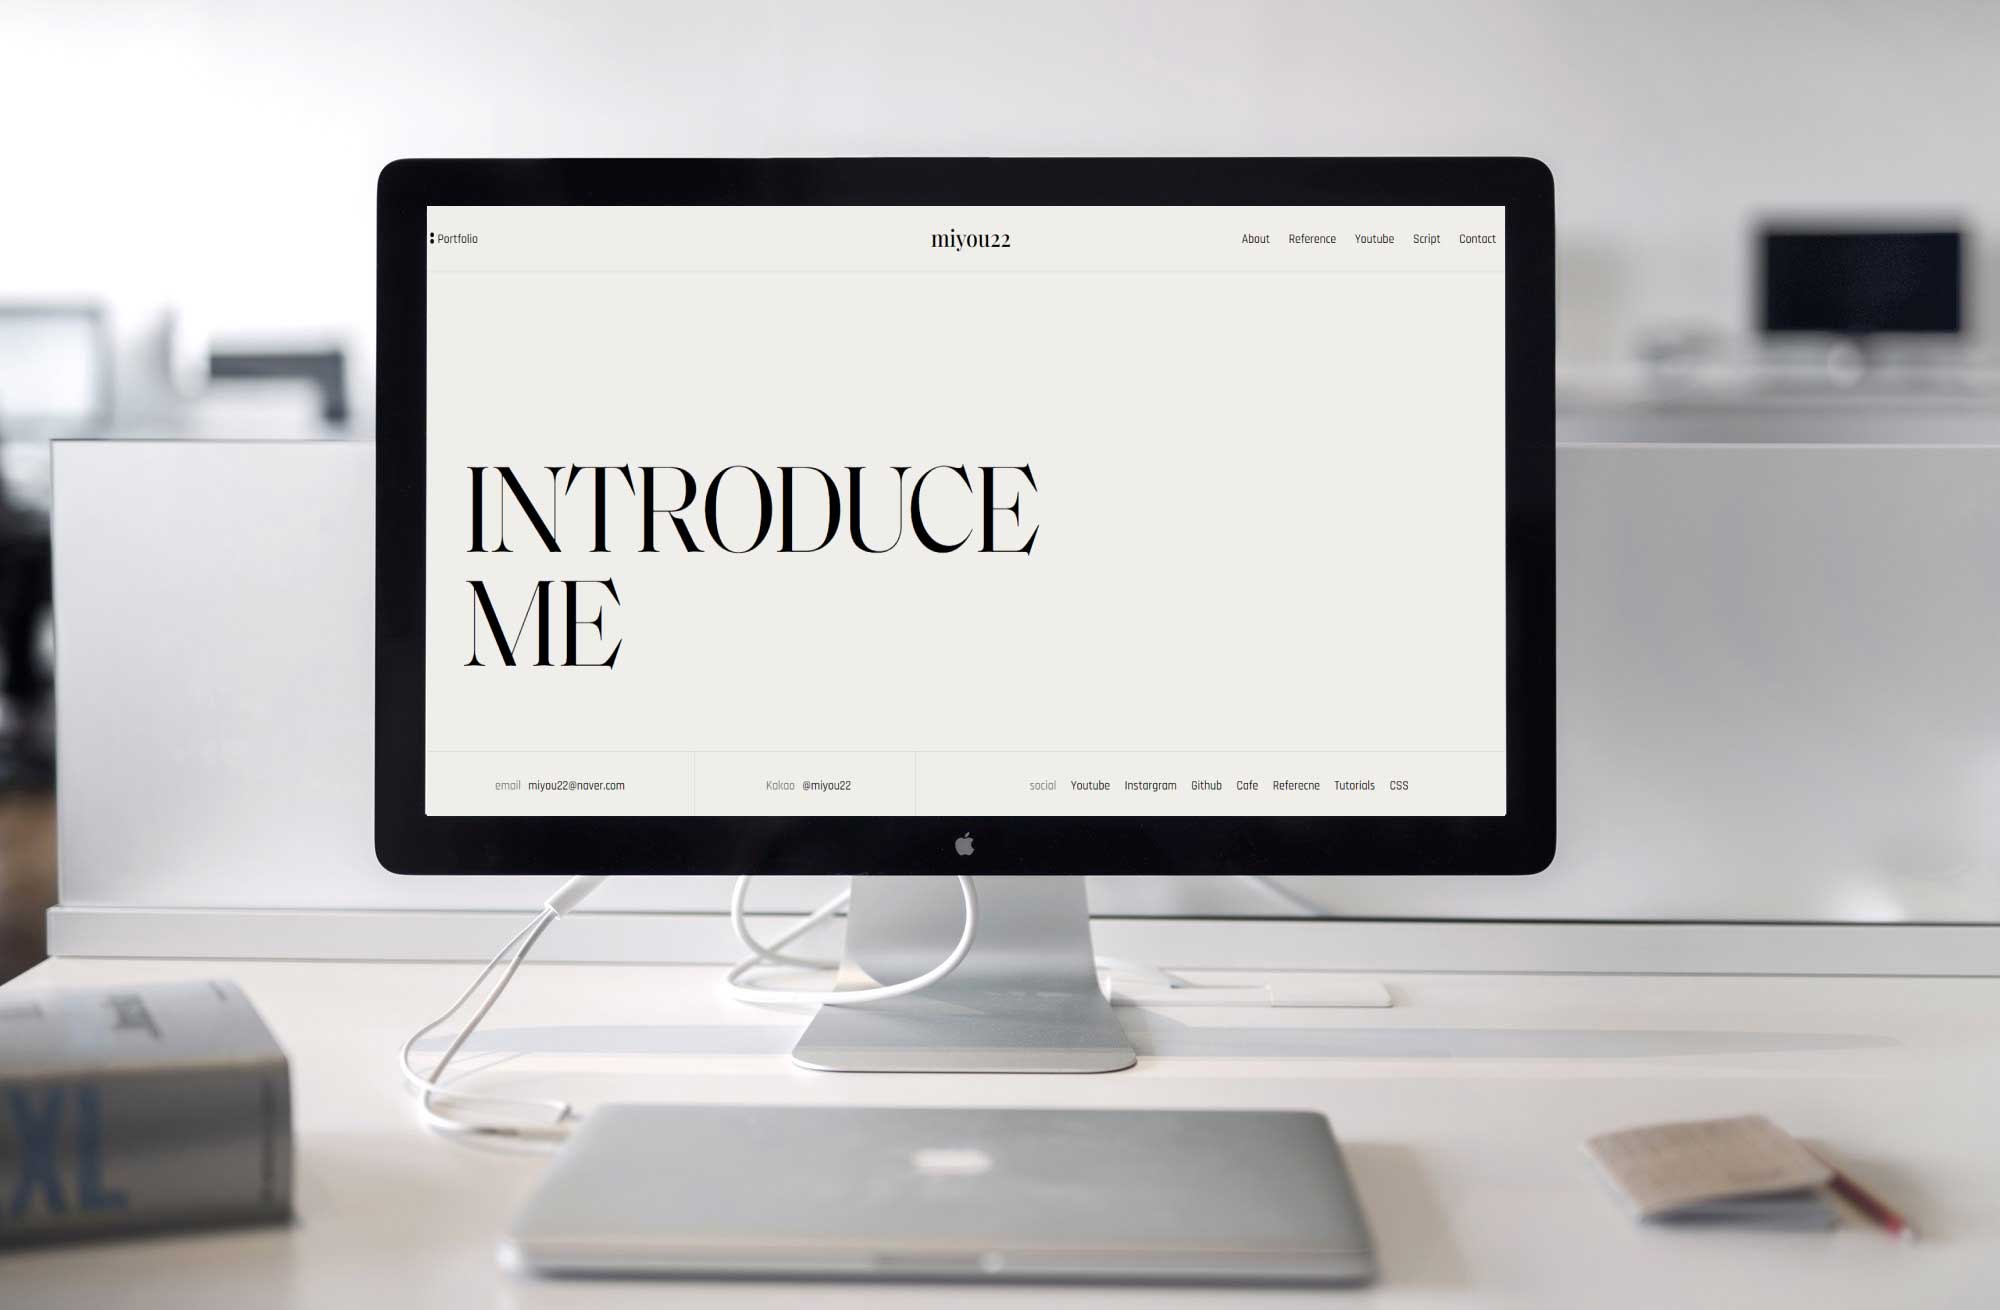 Portfolio
miyou22
About Reference Youtube Script Contact
INTRODUCE
ME
email miyou22@naver.com
Kakao @miyou22
social Youtube Instargram Github Cafe Referecne Tutorials CSS
XL